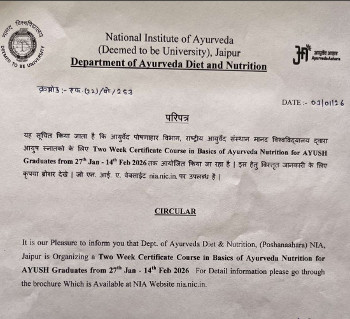 National Institute of Ayurveda
(Deemed to be University), Jaipur
Department of Ayurveda Diet and Nutrition
DATE :- 03/01/26
परिपत्र
यह सूचित किया जाता है कि आयुर्वेद पोषणाहार विभाग, राष्ट्रीय आयुर्वेद संस्थान मानद विश्वविद्यालय द्वारा
आयुष स्नातकों के लिए Two Week Certificate Course in Basics of Ayurveda Nutrition for AYUSH
Graduates from 27th Jan - 14th Feb 2026 तक आयोजित किया जा रहा है | इस हेतु विस्तृत जानकारी के लिए
कृपया ब्रोसर देखे | जो एन. आई. ए. वेबसाईट nia.nic.in पर उपलब्ध है |
CIRCULAR
It is our Pleasure to inform you that Dept. of Ayurveda Diet & Nutrition, (Poshanaahara) NIA,
Jaipur is Organizing a Two Week Certificate Course in Basics of Ayurveda Nutrition for
AYUSH Graduates from 27th Jan - 14th Feb 2026 For Detail information please go through
the brochure Which is Available at NIA Website nia.nic.in.